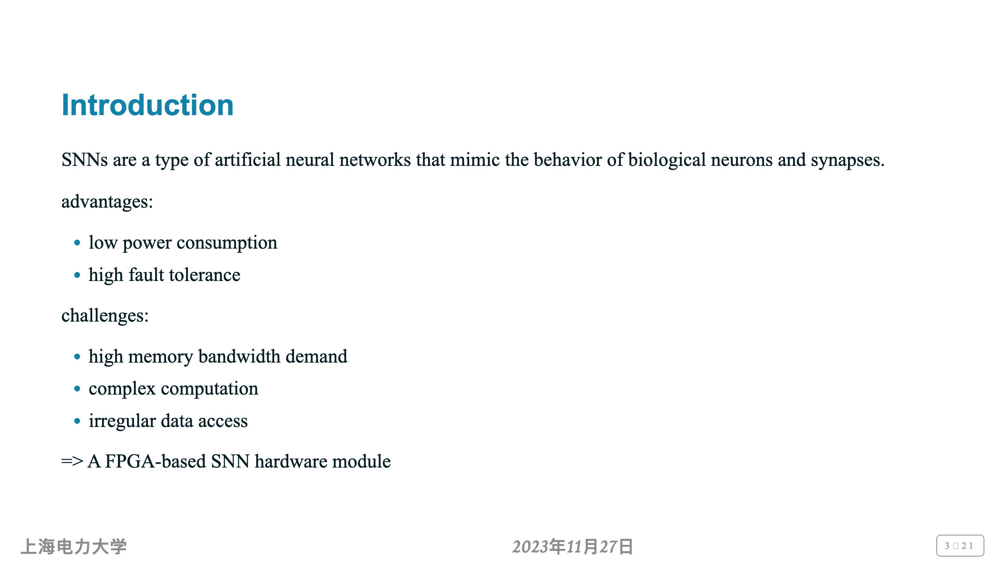 Introduction
SNNs are a type of artificial neural networks that mimic the behavior of biological neurons and synapses.
advantages:
• low power consumption
• high fault tolerance
challenges:
• high memory bandwidth demand
• complex computation
• irregular data access
=> A FPGA-based SNN hardware module
上海电力大学
2023年11月27日
3 □ 21